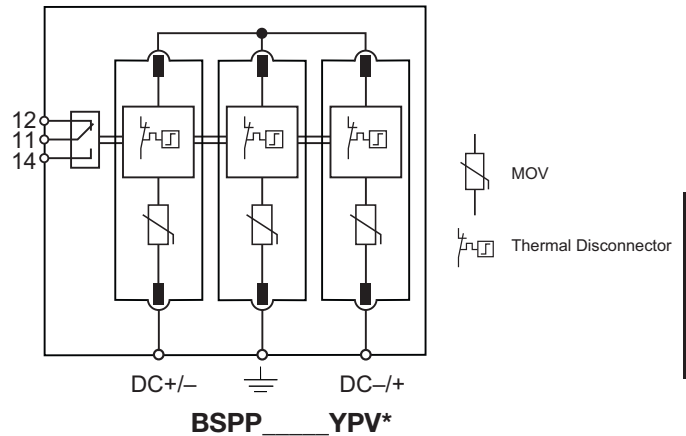 12
11
14
MOV
Thermal Disconnector
DC+/–
DC–/+
BSPP_____YPV*